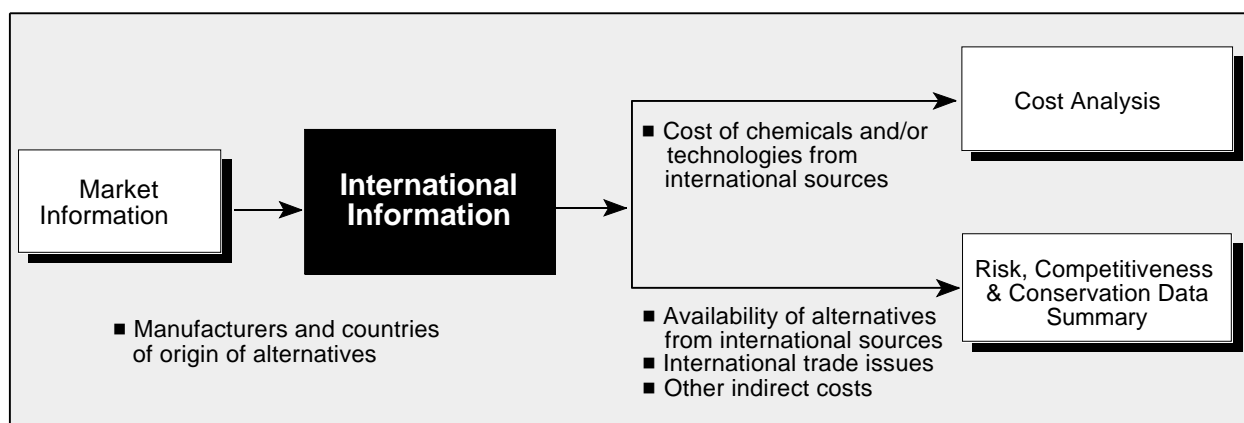 Market
Information
■ Manufacturers and countries
of origin of alternatives
International
Information
■ Cost of chemicals and/or
technologies from
international sources
■ Availability of alternatives
from international sources
■ International trade issues
■ Other indirect costs
Cost Analysis
Risk, Competitiveness
& Conservation Data
Summary